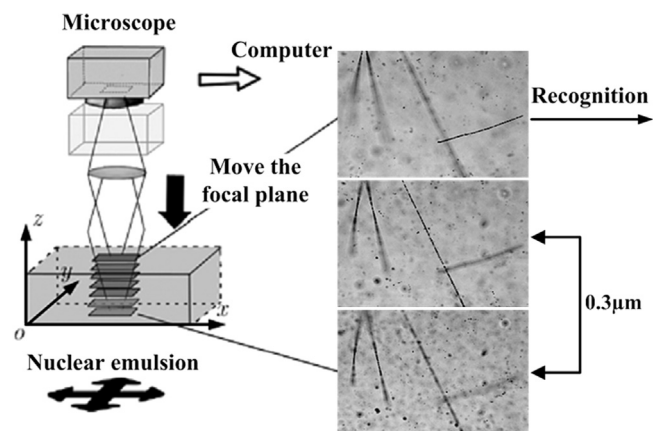 Microscope
Computer
Recognition
Move the
focal plane
z
y
x
o
0.3μm
Nuclear emulsion